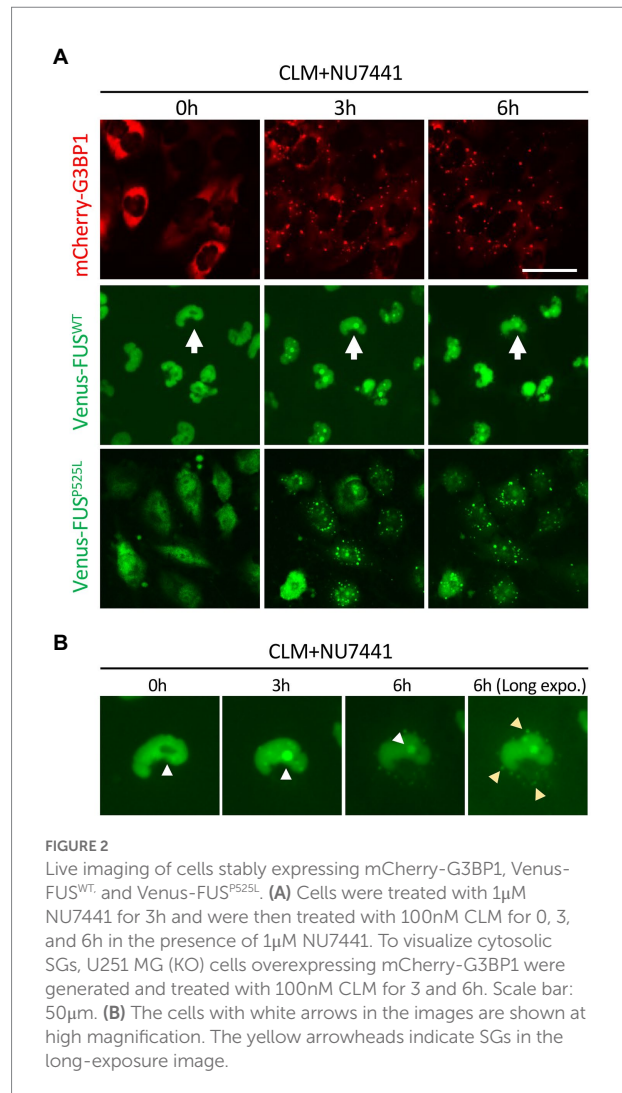 A
CLM+NU7441
0h 3h 6h
mCherry-G3BP1
Venus-FUSWT
Venus-FUSP525L
B
CLM+NU7441
0h 3h 6h 6h (Long expo.)
FIGURE 2
Live imaging of cells stably expressing mCherry-G3BP1, Venus-
FUSWT, and Venus-FUSP525L. (A) Cells were treated with 1μM
NU7441 for 3h and were then treated with 100nM CLM for 0, 3,
and 6h in the presence of 1μM NU7441. To visualize cytosolic
SGs, U251 MG (KO) cells overexpressing mCherry-G3BP1 were
generated and treated with 100nM CLM for 3 and 6h. Scale bar:
50μm. (B) The cells with white arrows in the images are shown at
high magnification. The yellow arrowheads indicate SGs in the
long-exposure image.